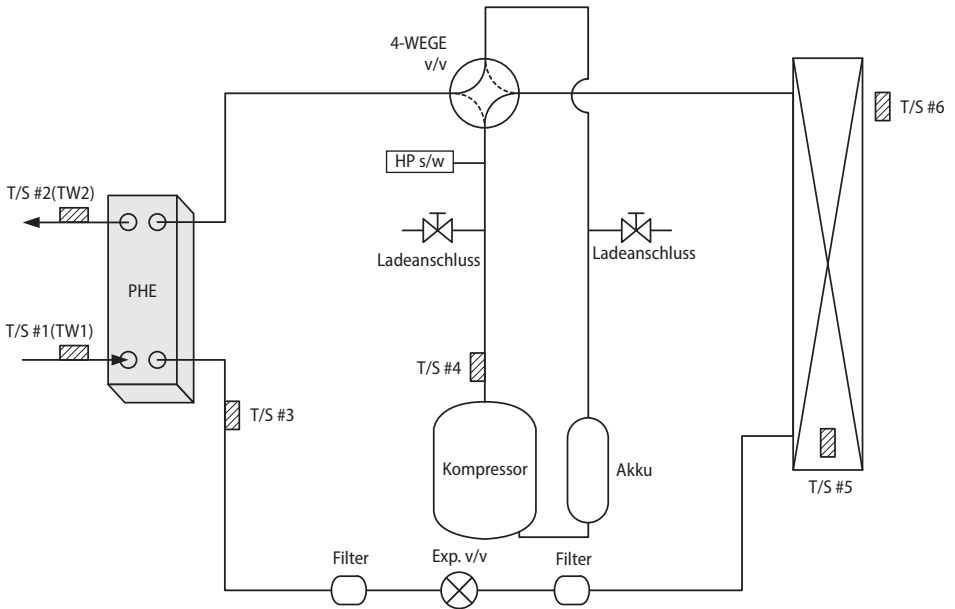 4-WEGE
v/v
T/S #6
HP s/w
T/S #2(TW2)
Ladeanschluss
Ladeanschluss
PHE
T/S #1(TW1)
T/S #4
T/S #3
Kompressor
Akku
T/S #5
Filter
Exp. v/v
Filter